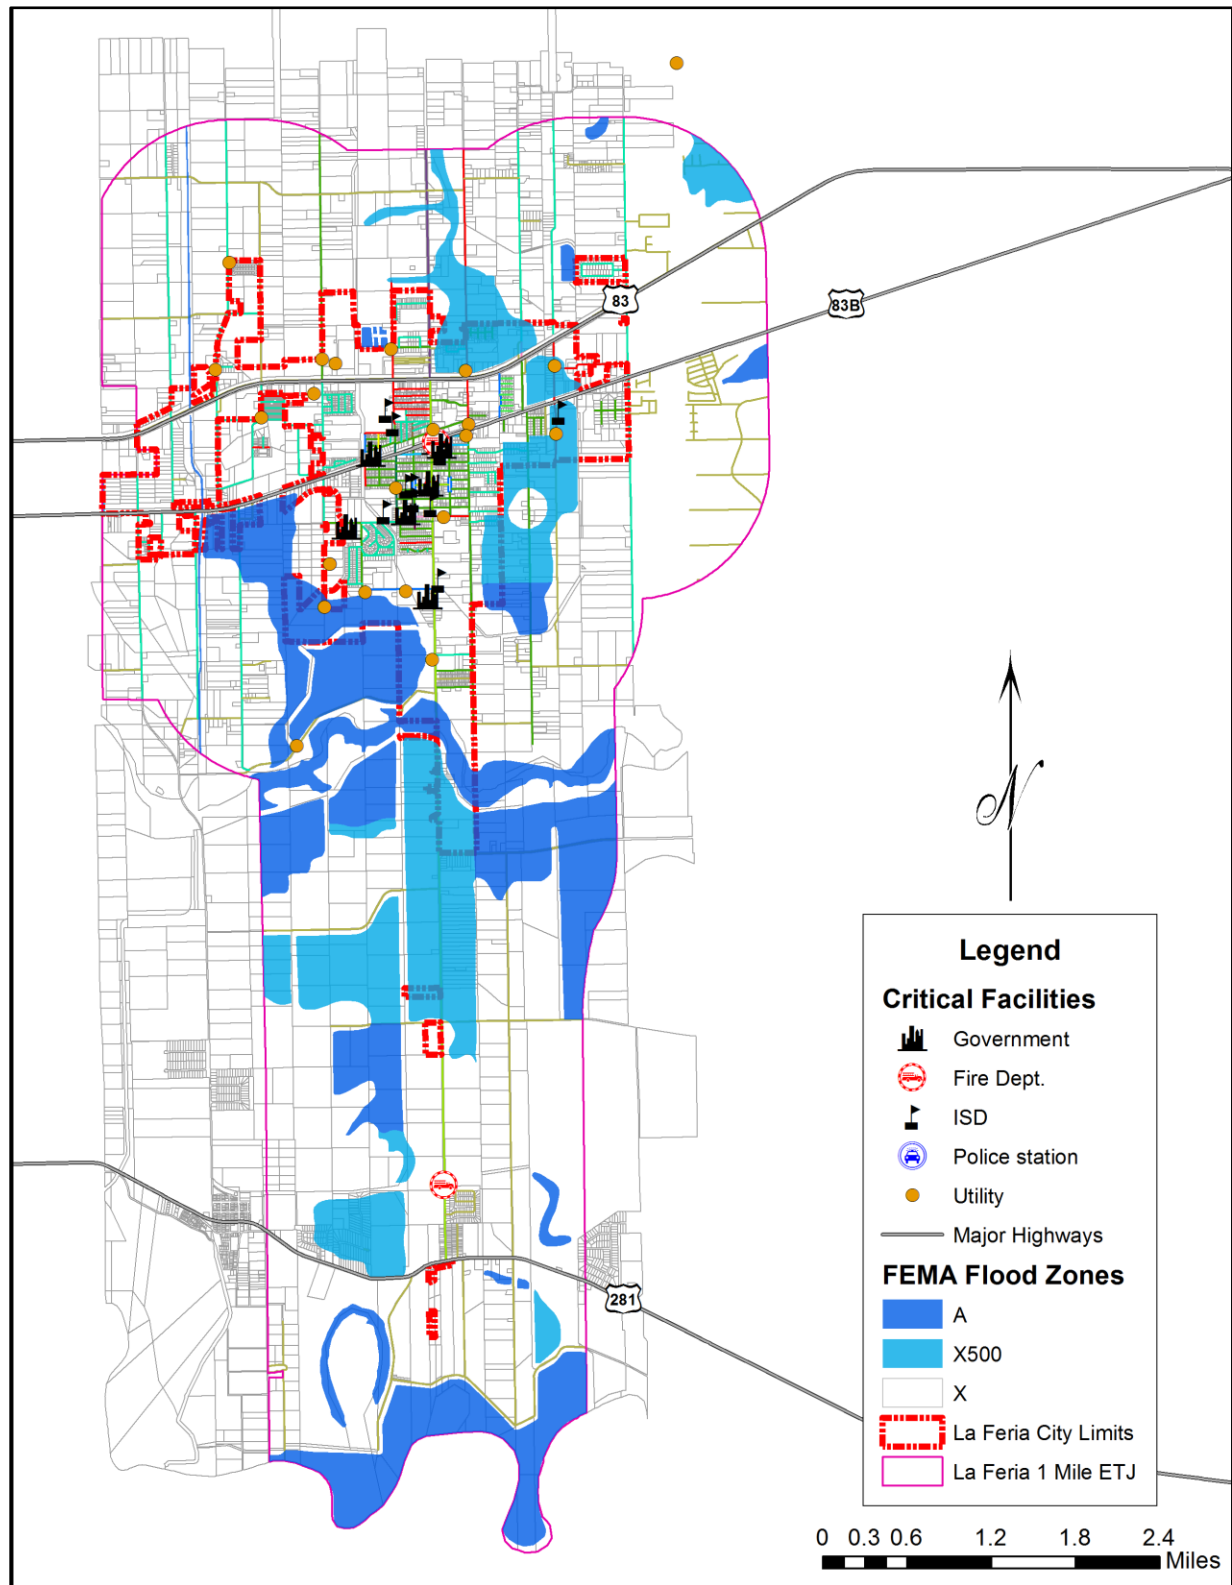 83
83B
N
281
Legend
Critical Facilities
Government
Fire Dept.
ISD
Police station
Utility
Major Highways
FEMA Flood Zones
A
X500
X
La Feria City Limits
La Feria 1 Mile ETJ
0 0.3 0.6 1.2 1.8 2.4
Miles